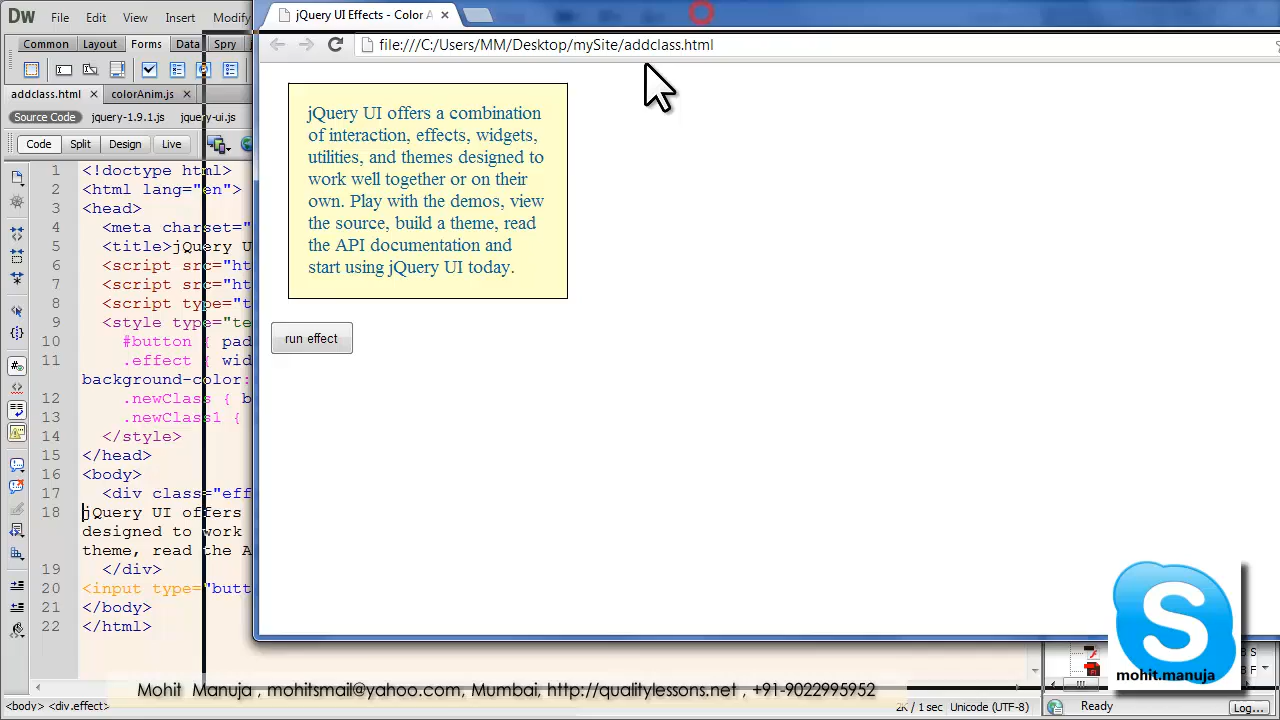 Dw File Edit View Insert Modify
jQuery UI Effects - Color A
Common Layout Forms Data Spry
file:///C:/Users/MM/Desktop/mySite/addclass.html
addclass.html colorAnim.js
Source Code jquery-1.9.1.js jquery-ui.js
Code Split Design Live
jQuery UI offers a combination
of interaction, effects, widgets,
utilities, and themes designed to
work well together or on their
own. Play with the demos, view
the source, build a theme, read
the API documentation and
start using jQuery UI today.
run effect
1 <!doctype html>
2 <html lang="en">
3 <head>
4 <meta charset="
5 <title>jQuery U
6 <script src="ht
7 <script src="ht
8 <script type="t
9 <style type="te
10 #button { pad
11 .effect { wid
background-color:
12 .newClass { b
13 .newClass1 {
14 </style>
15 </head>
16 <body>
17 <div class="eff
18 jQuery UI offers
designed to work
theme, read the A
19 </div>
20 <input type="butt
21 </body>
22 </html>
S
mohit.manuja
Mohit Manuja , mohitsmail@yahoo.com, Mumbai, http://qualitylessons.net , +91-9022995952
<body> <div.effect> 2K / 1 sec Unicode (UTF-8) Ready Log...